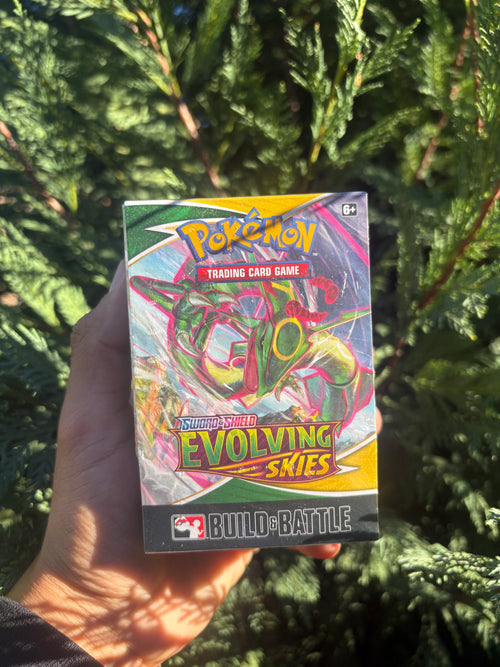 6+
POKÉMON
TRADING CARD GAME
SWORD & SHIELD
EVOLVING
SKIES
BUILD & BATTLE